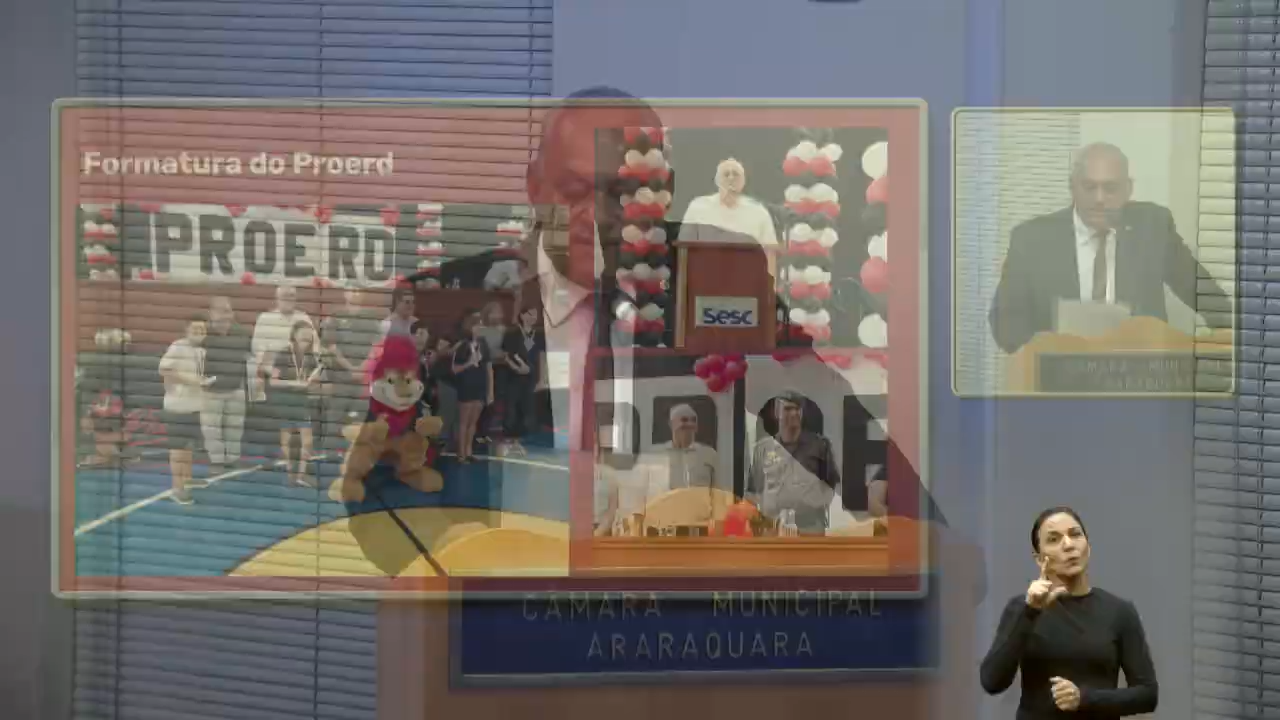 Formatura do Proerd
PROERD
Sesc
CÂMARA MUNICIPAL
ARARAQUARA